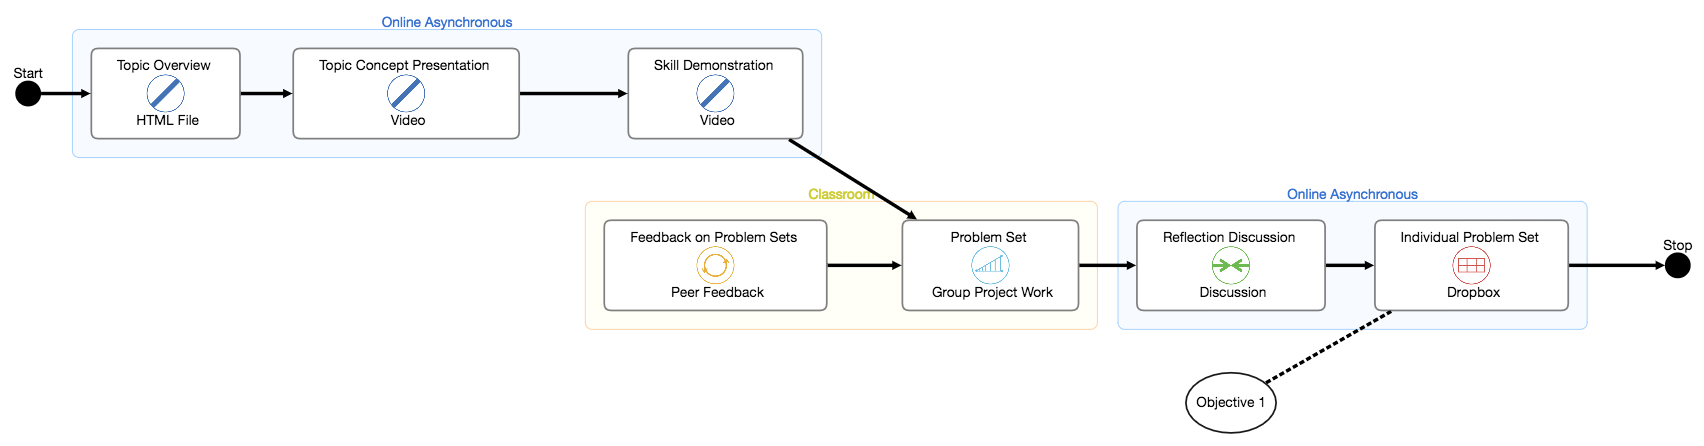 Online Asynchronous
Start
Topic Overview
HTML File
Topic Concept Presentation
Video
Skill Demonstration
Video
Classroom
Feedback on Problem Sets
Peer Feedback
Problem Set
Group Project Work
Online Asynchronous
Reflection Discussion
Discussion
Individual Problem Set
Dropbox
Stop
Objective 1